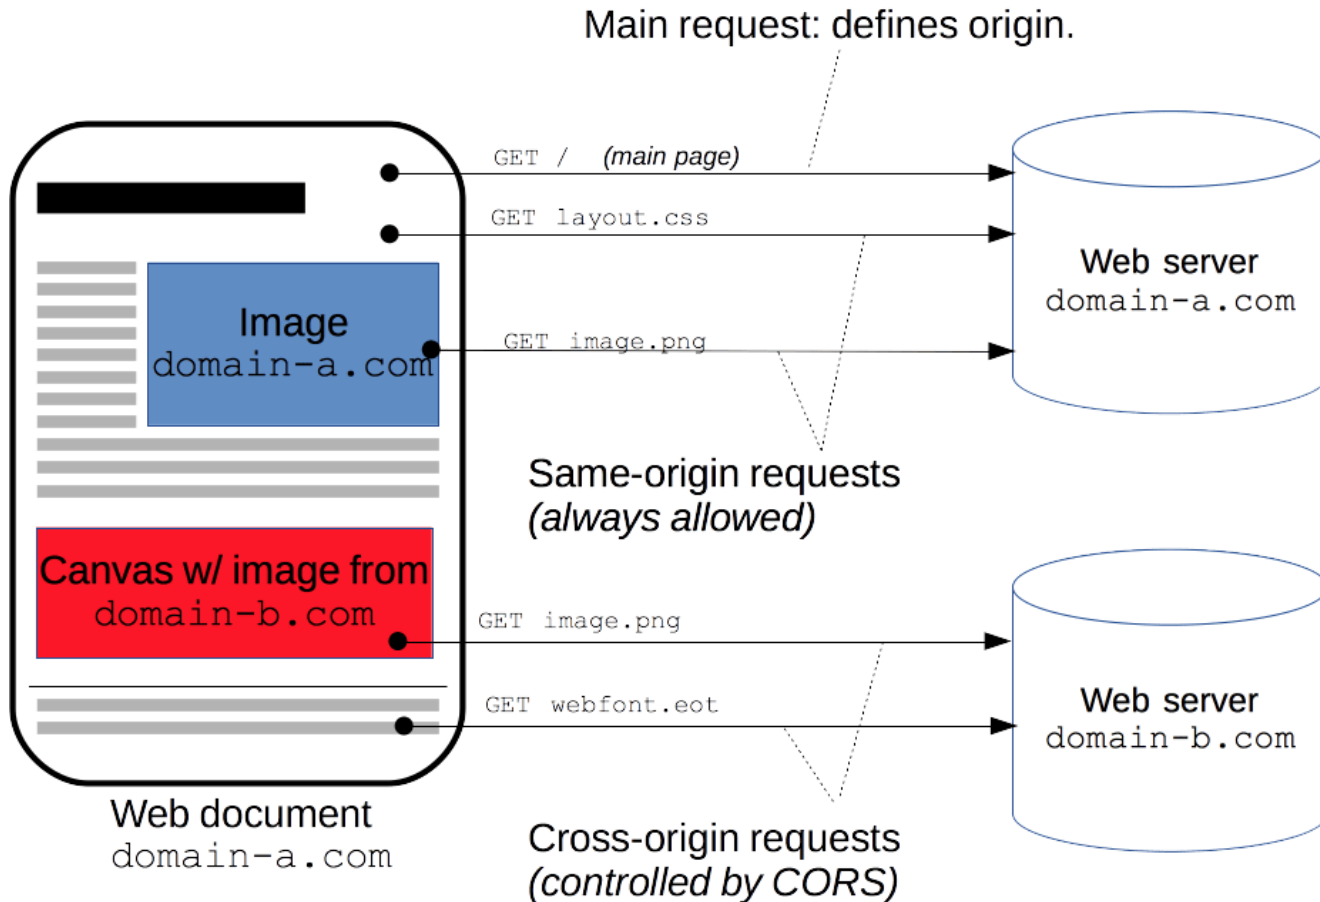 Main request: defines origin.
GET / (main page)
GET layout.css
Web server
domain-a.com
Image
domain-a.com
GET image.png
Same-origin requests
(always allowed)
Canvas w/ image from
domain-b.com
GET image.png
GET webfont.eot
Web server
domain-b.com
Web document
domain-a.com
Cross-origin requests
(controlled by CORS)